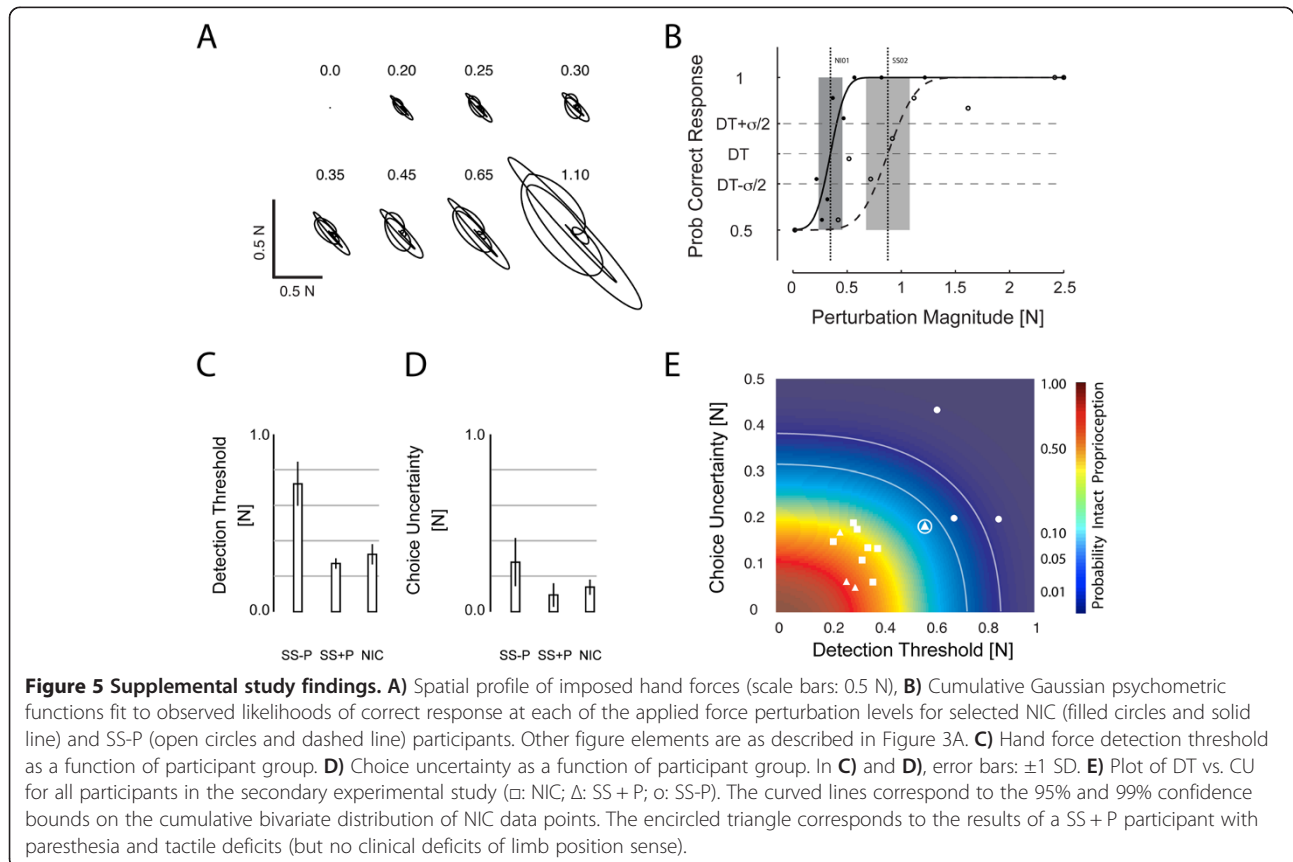 A
0.0 0.20 0.25 0.30
0.35 0.45 0.65 1.10
0.5 N
0.5 N
B
NI01 SS02
Prob Correct Response
1
DT+σ/2
DT
DT-σ/2
0.5
0 0.5 1 1.5 2 2.5
Perturbation Magnitude [N]
C
Detection Threshold
[N]
1.0
0.0
SS-P SS+P NIC
D
Choice Uncertainty
[N]
1.0
0.0
SS-P SS+P NIC
E
Choice Uncertainty [N]
0.5
0.4
0.3
0.2
0.1
0
0 0.2 0.4 0.6 0.8 1
Detection Threshold [N]
1.00
0.50
0.10
0.05
0.01
Probability Intact Proprioception
Figure 5 Supplemental study findings. A) Spatial profile of imposed hand forces (scale bars: 0.5 N), B) Cumulative Gaussian psychometric
functions fit to observed likelihoods of correct response at each of the applied force perturbation levels for selected NIC (filled circles and solid
line) and SS-P (open circles and dashed line) participants. Other figure elements are as described in Figure 3A. C) Hand force detection threshold
as a function of participant group. D) Choice uncertainty as a function of participant group. In C) and D), error bars: ±1 SD. E) Plot of DT vs. CU
for all participants in the secondary experimental study (□: NIC; Δ: SS + P; o: SS-P). The curved lines correspond to the 95% and 99% confidence
bounds on the cumulative bivariate distribution of NIC data points. The encircled triangle corresponds to the results of a SS + P participant with
paresthesia and tactile deficits (but no clinical deficits of limb position sense).